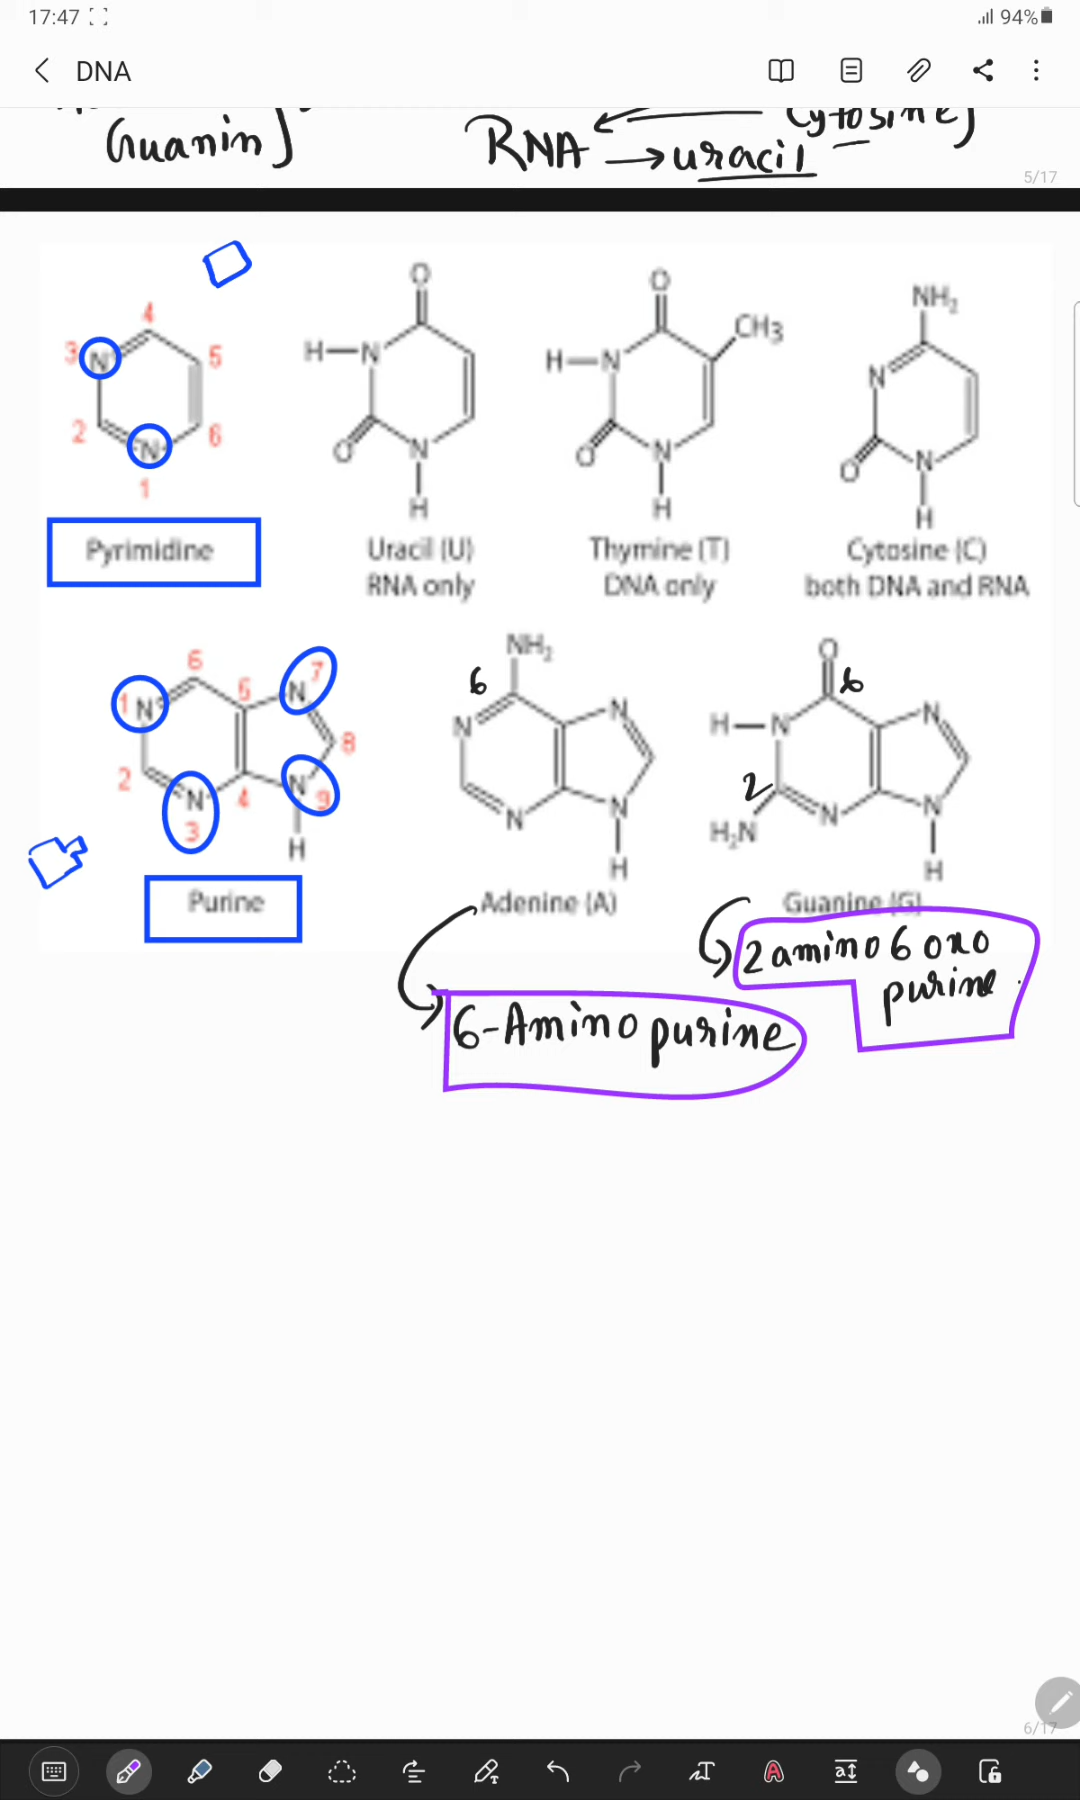 17:47
94%
DNA
Guanin]
RNA
Cytosine]
→uracil
5/17
4
3 N 5
2 N 6
1
Pyrimidine
O
H—N
O N
H
Uracil (U)
RNA only
O
CH3
H—N
O N
H
Thymine (T)
DNA only
NH2
N
O N
H
Cytosine (C)
both DNA and RNA
6
1 N 5 N 7
8
2 N 4 N 9
3 H
Purine
NH2
6
N N
N N
H
Adenine (A)
O
6
H—N N
2
H2N N N
H
Guanine (G)
2 amino 6 oxo
purine
6-Amino purine
6/17